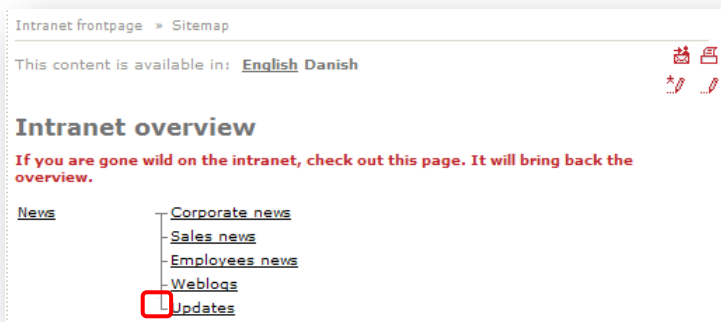 Intranet frontpage » Sitemap
This content is available in: English Danish
Intranet overview
If you are gone wild on the intranet, check out this page. It will bring back the
overview.
News
Corporate news
Sales news
Employees news
Weblogs
Updates